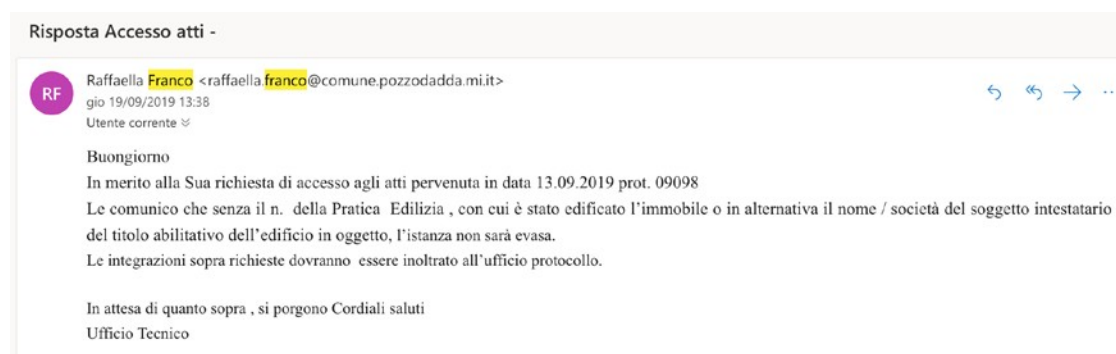 Risposta Accesso atti -
RF
Raffaella Franco <raffaella.franco@comune.pozzodadda.mi.it>
gio 19/09/2019 13:38
Utente corrente
Buongiorno
In merito alla Sua richiesta di accesso agli atti pervenuta in data 13.09.2019 prot. 09098
Le comunico che senza il n. della Pratica Edilizia , con cui è stato edificato l'immobile o in alternativa il nome / società del soggetto intestatario
del titolo abilitativo dell'edificio in oggetto, l'istanza non sarà evasa.
Le integrazioni sopra richieste dovranno essere inoltrato all'ufficio protocollo.
In attesa di quanto sopra , si porgono Cordiali saluti
Ufficio Tecnico